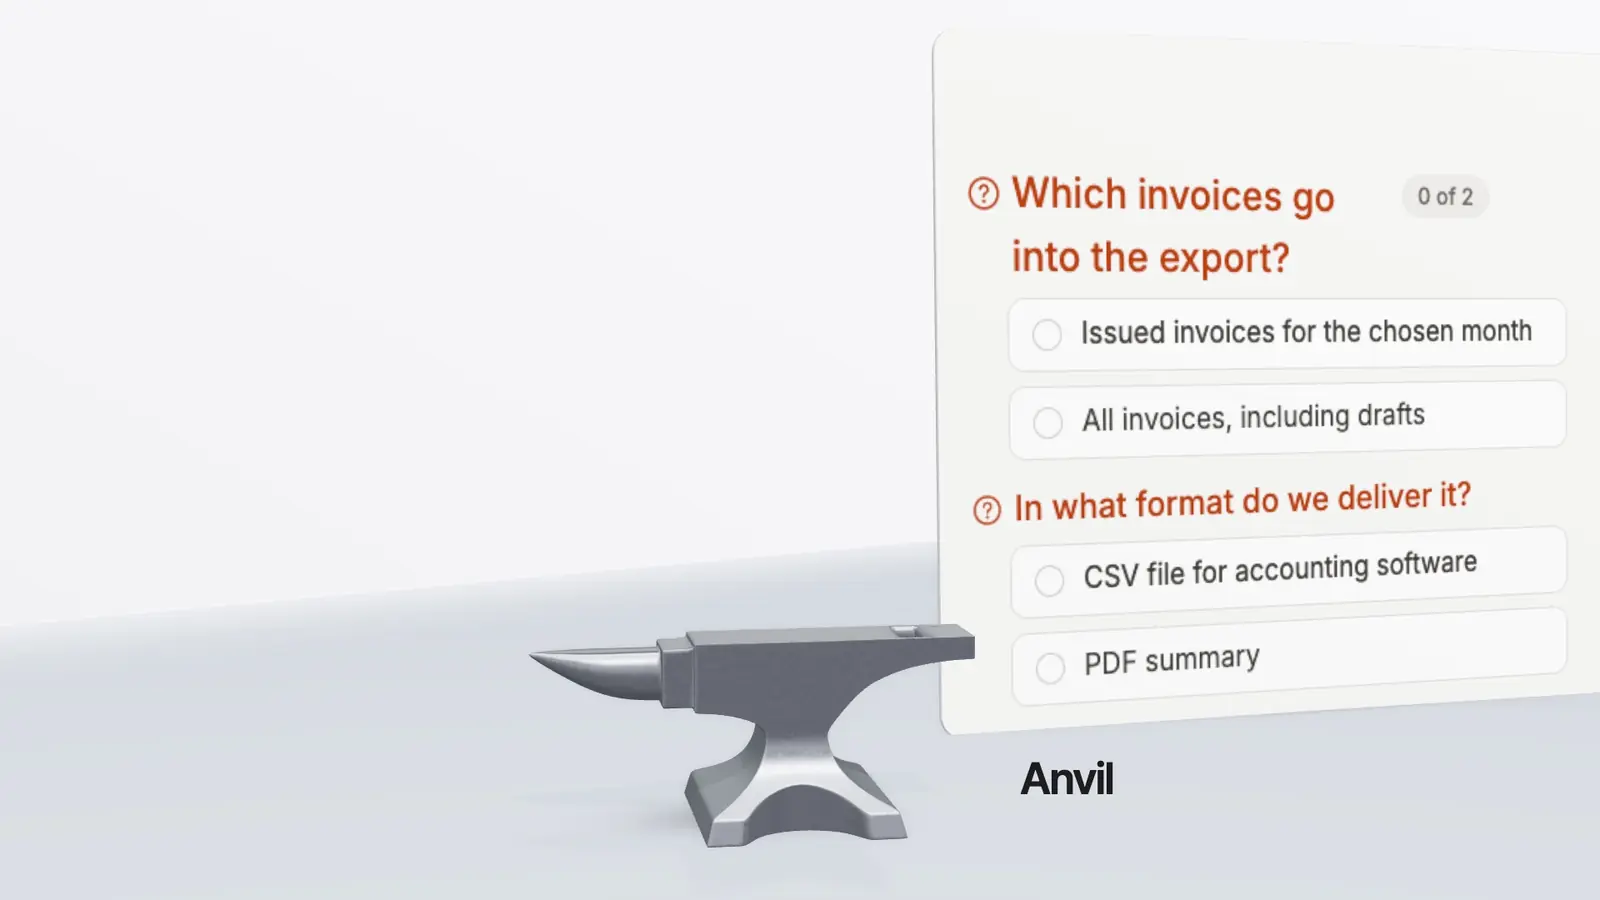 Which invoices go
0 of 2
into the export?
Issued invoices for the chosen month
All invoices, including drafts
In what format do we deliver it?
CSV file for accounting software
PDF summary
Anvil